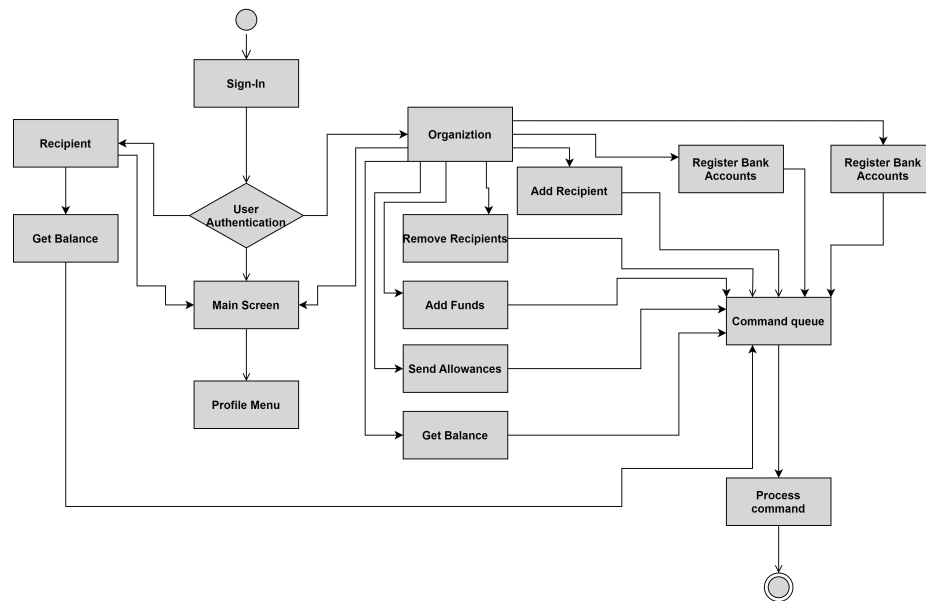 Sign-In
Organiztion
Recipient
Register Bank
Accounts
Register Bank
Accounts
Add Recipient
User
Authentication
Get Balance
Remove Recipients
Main Screen
Add Funds
Command queue
Send Allowances
Profile Menu
Get Balance
Process
command